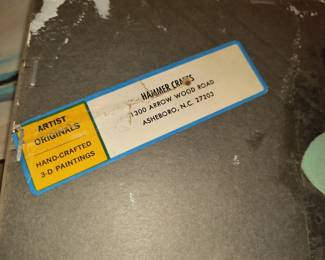 ARTIST
ORIGINALS
HAND-CRAFTED
3-D PAINTINGS
HAMMER CRAFTS
1300 ARROW WOOD ROAD
ASHEBORO, N.C. 27203